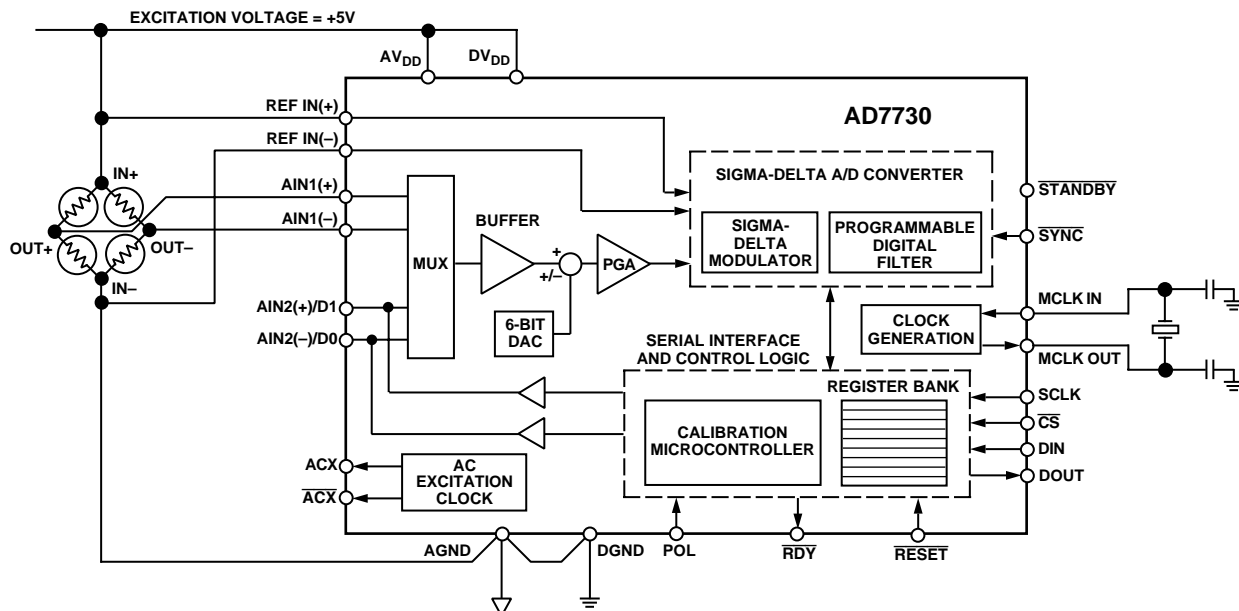 EXCITATION VOLTAGE = +5V
AVDD
DVDD
REF IN(+)
REF IN(–)
AD7730
IN+
AIN1(+)
AIN1(–)
OUT+
OUT–
IN–
BUFFER
MUX
+
+/–
PGA
SIGMA-DELTA A/D CONVERTER
SIGMA-
DELTA
MODULATOR
PROGRAMMABLE
DIGITAL
FILTER
STANDBY
SYNC
AIN2(+)/D1
AIN2(–)/D0
6-BIT
DAC
SERIAL INTERFACE
AND CONTROL LOGIC
CLOCK
GENERATION
MCLK IN
MCLK OUT
REGISTER BANK
CALIBRATION
MICROCONTROLLER
SCLK
CS
DIN
DOUT
ACX
ACX
AC
EXCITATION
CLOCK
AGND
DGND
POL
RDY
RESET